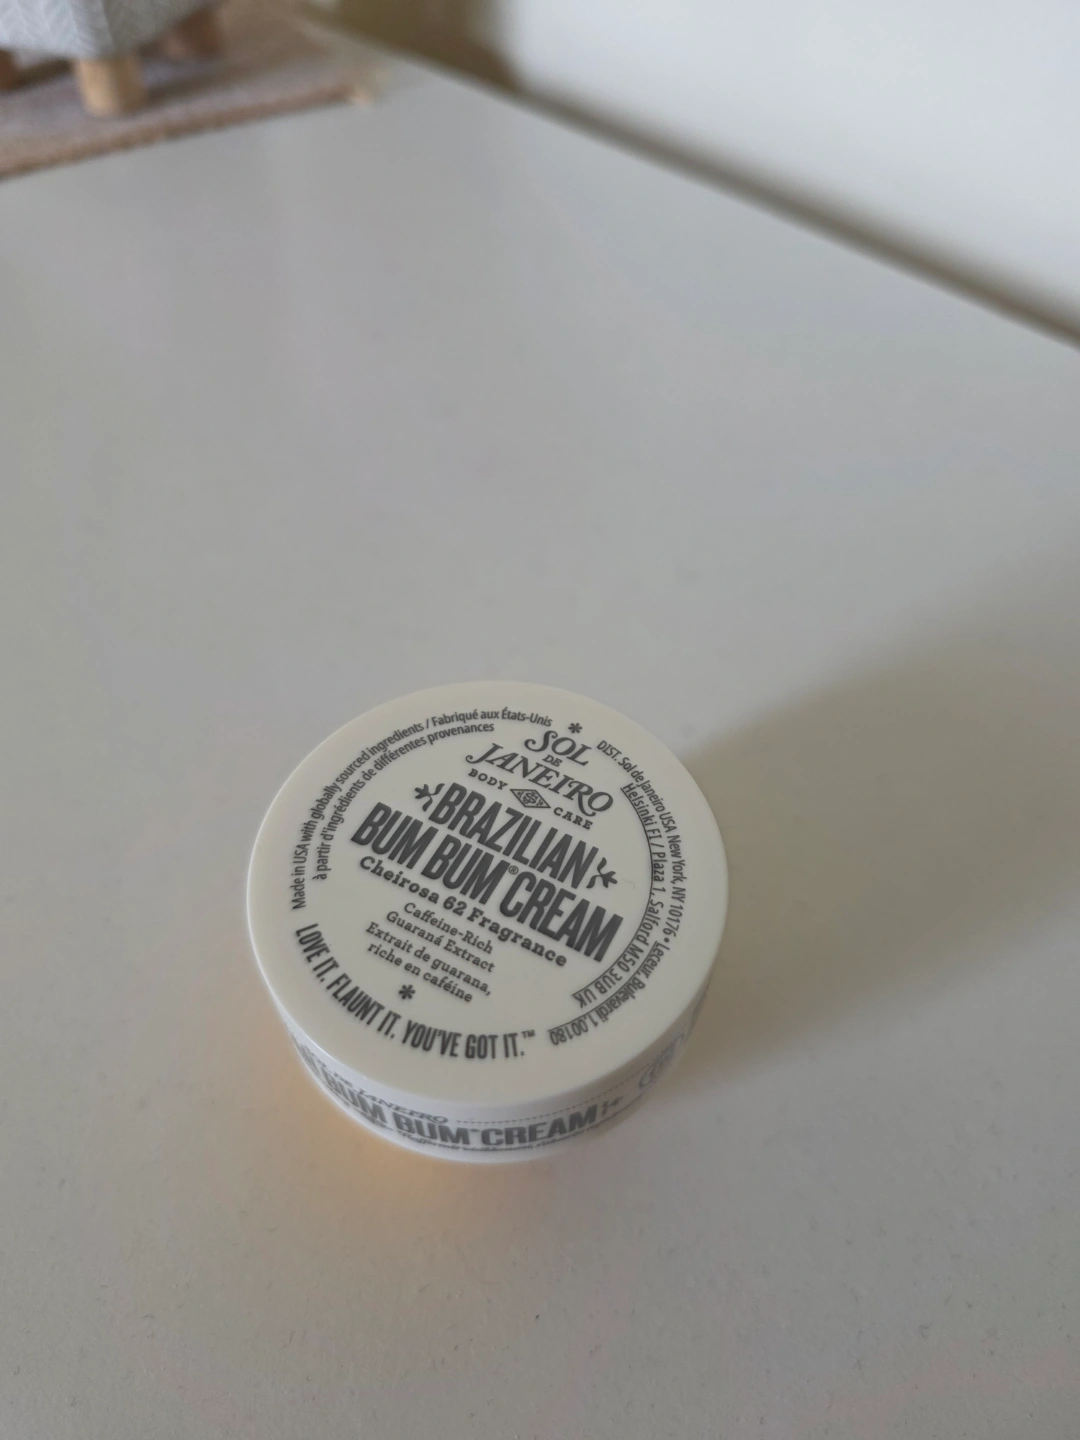 Made in USA with globally sourced ingredients / Fabriqué aux États-Unis
à partir d'ingrédients de différentes provenances
SOL
DE
JANEIRO
BODY CARE
BRAZILIAN
BUM BUM® CREAM
Cheirosa 62 Fragrance
Caffeine-Rich
Guaraná Extract
Extrait de guarana,
riche en caféine
LOVE IT. FLAUNT IT. YOU'VE GOT IT.™
DIST. Sol de Janeiro USA New York, NY 10176 • Lecœur, Bulevardi 1, 00180
Helsinki FI / Plaza 1, Salford M50 3UB UK
DE JANEIRO
BUM BUM CREAM